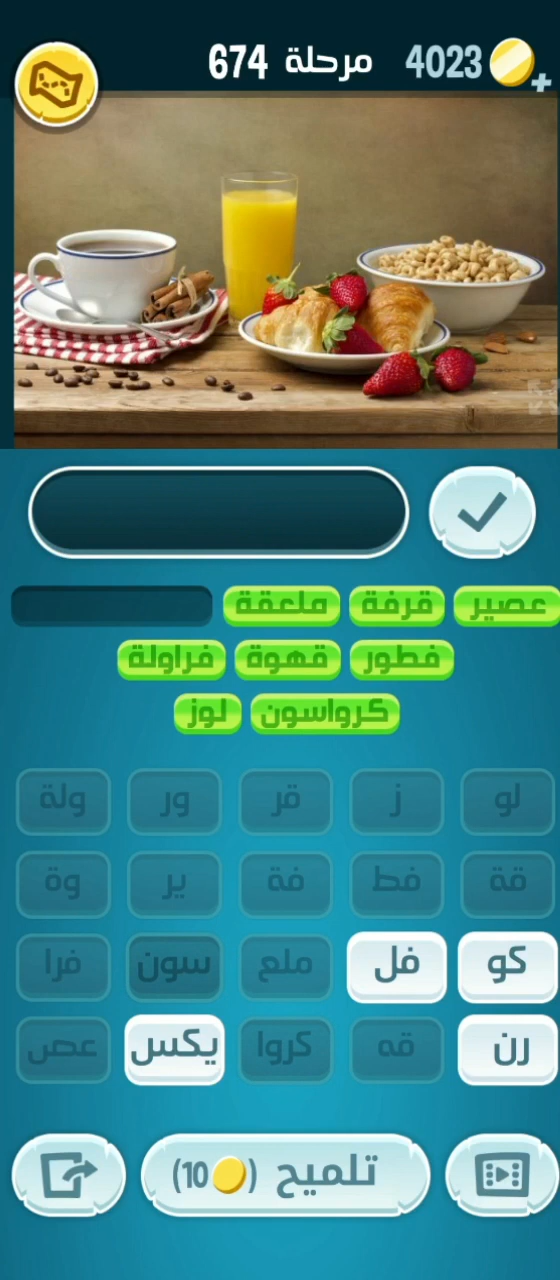 4023 مرحلة 674
+
عصير قرفة ملعقة
فطور قهوة فراولة
كرواسون لوز
لو ز قر ور ولة
قة فط فة ير وة
كو فل ملع سون فرا
رن قه كروا يكس عص
تلميح (10)